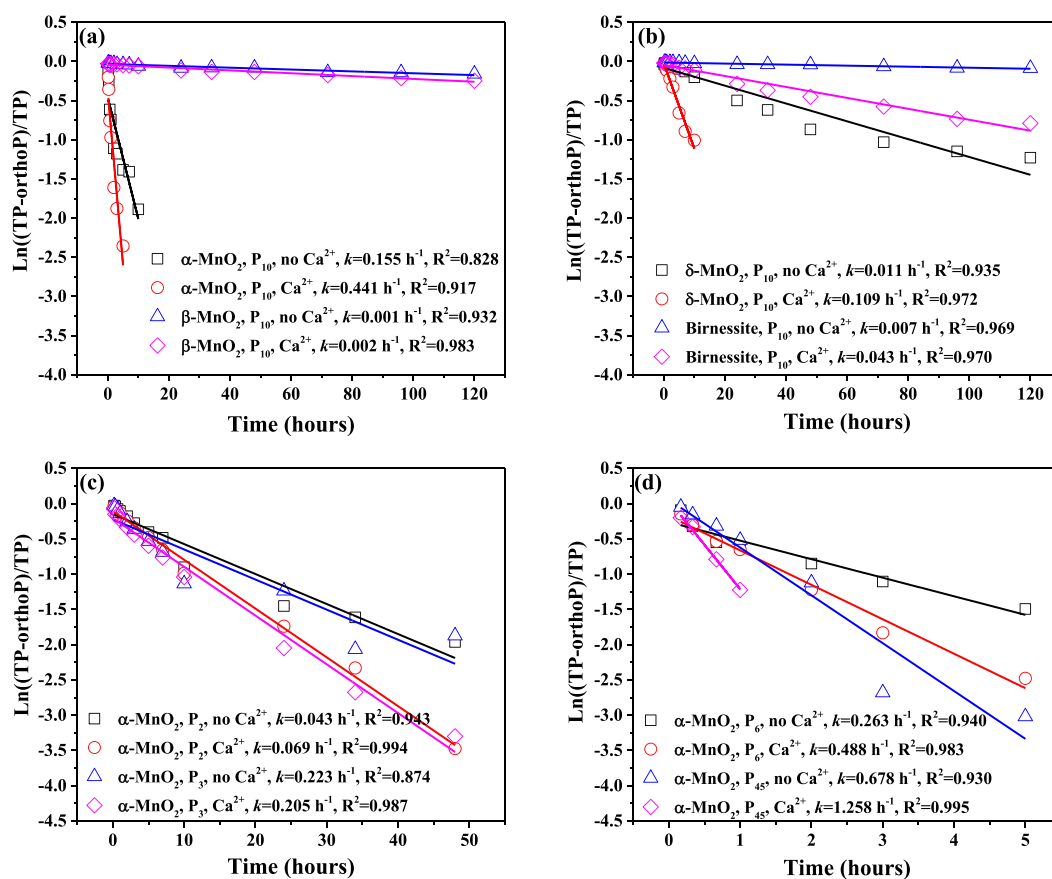 (a)
0.5
0.0
-0.5
-1.0
-1.5
-2.0
-2.5
-3.0
-3.5
-4.0
Ln((TP-orthoP)/TP)
α-MnO₂, P₁₀, no Ca²⁺, k=0.155 h⁻¹, R²=0.828
α-MnO₂, P₁₀, Ca²⁺, k=0.441 h⁻¹, R²=0.917
β-MnO₂, P₁₀, no Ca²⁺, k=0.001 h⁻¹, R²=0.932
β-MnO₂, P₁₀, Ca²⁺, k=0.002 h⁻¹, R²=0.983
0 20 40 60 80 100 120
Time (hours)
(b)
0.5
0.0
-0.5
-1.0
-1.5
-2.0
-2.5
-3.0
-3.5
-4.0
Ln((TP-orthoP)/TP)
δ-MnO₂, P₁₀, no Ca²⁺, k=0.011 h⁻¹, R²=0.935
δ-MnO₂, P₁₀, Ca²⁺, k=0.109 h⁻¹, R²=0.972
Birnessite, P₁₀, no Ca²⁺, k=0.007 h⁻¹, R²=0.969
Birnessite, P₁₀, Ca²⁺, k=0.043 h⁻¹, R²=0.970
0 20 40 60 80 100 120
Time (hours)
(c)
0.5
0.0
-0.5
-1.0
-1.5
-2.0
-2.5
-3.0
-3.5
-4.0
-4.5
Ln((TP-orthoP)/TP)
α-MnO₂, P₂, no Ca²⁺, k=0.043 h⁻¹, R²=0.943
α-MnO₂, P₂, Ca²⁺, k=0.069 h⁻¹, R²=0.994
α-MnO₂, P₃, no Ca²⁺, k=0.223 h⁻¹, R²=0.874
α-MnO₂, P₃, Ca²⁺, k=0.205 h⁻¹, R²=0.987
0 10 20 30 40 50
Time (hours)
(d)
0.5
0.0
-0.5
-1.0
-1.5
-2.0
-2.5
-3.0
-3.5
-4.0
-4.5
Ln((TP-orthoP)/TP)
α-MnO₂, P₆, no Ca²⁺, k=0.263 h⁻¹, R²=0.940
α-MnO₂, P₆, Ca²⁺, k=0.488 h⁻¹, R²=0.983
α-MnO₂, P₄₅, no Ca²⁺, k=0.678 h⁻¹, R²=0.930
α-MnO₂, P₄₅, Ca²⁺, k=1.258 h⁻¹, R²=0.995
0 1 2 3 4 5
Time (hours)